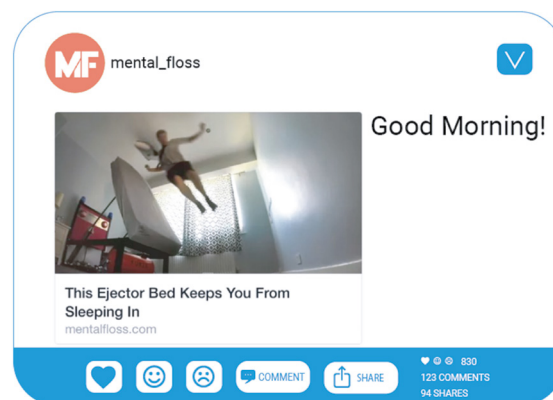 MF mental_floss
Good Morning!
This Ejector Bed Keeps You From
Sleeping In
mentalfloss.com
COMMENT
SHARE
830
123 COMMENTS
94 SHARES